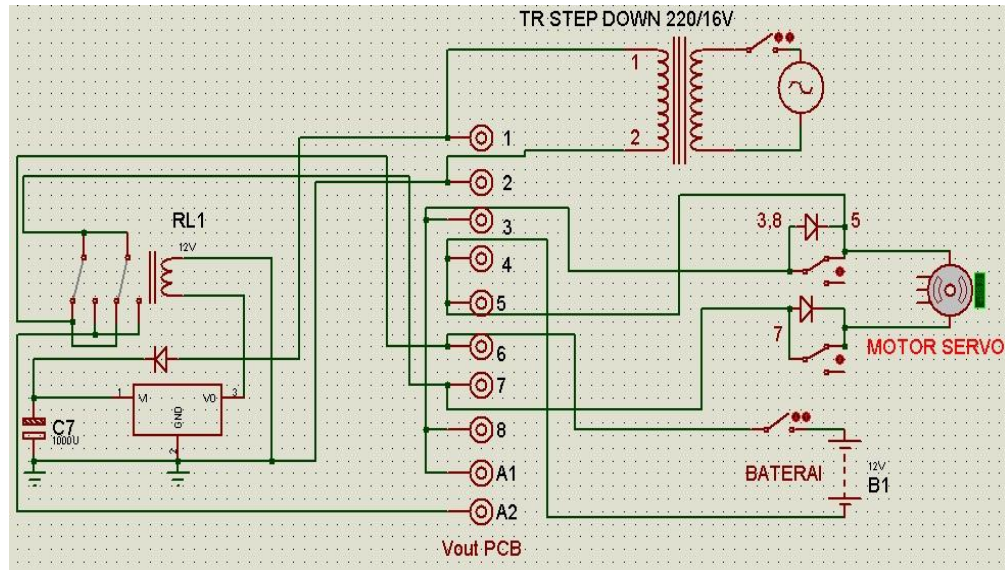 TR STEP DOWN 220/16V
1
2
1
2
3
4
5
6
7
8
A1
A2
Vout PCB
RL1
12V
1
VI
VO
3
GND
2
C7
1000U
3,8
5
7
MOTOR SERVO
BATERAI
12V
B1